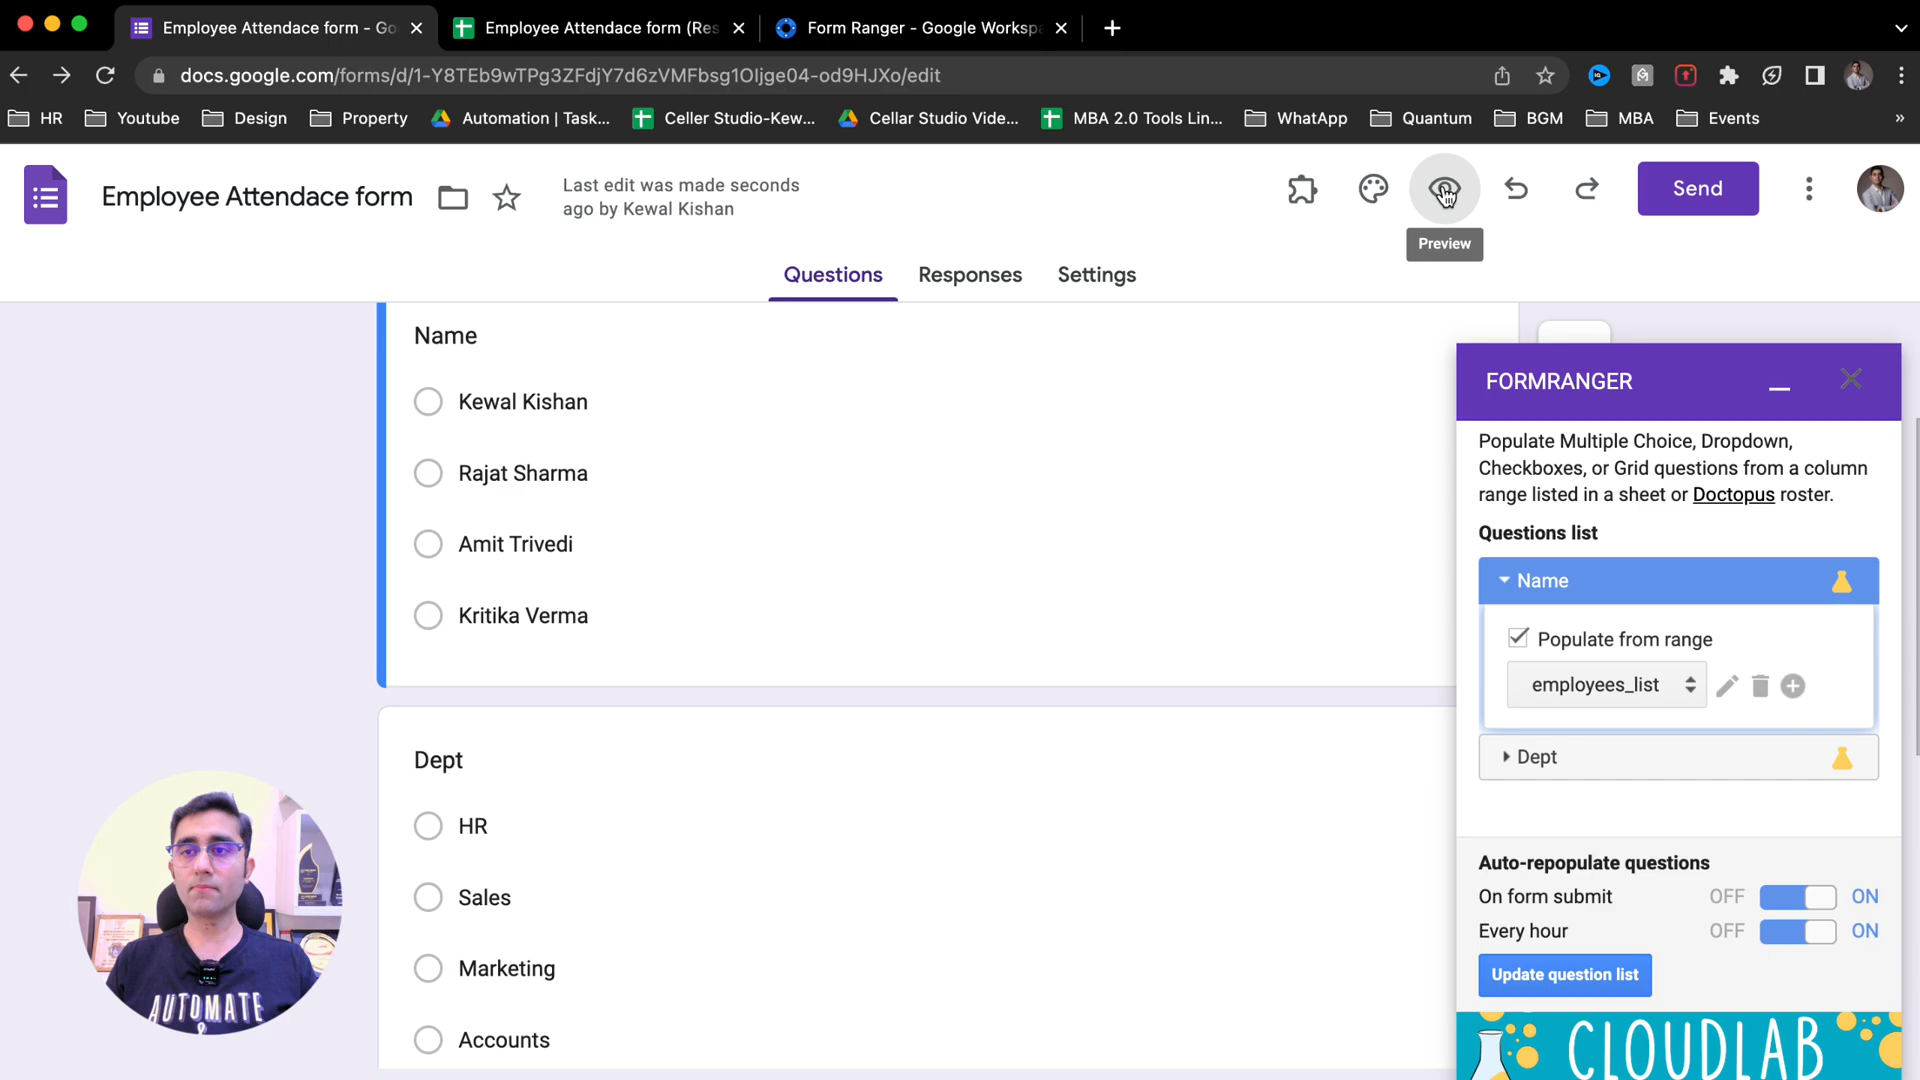 Employee Attendace form - Go
Employee Attendace form (Res
Form Ranger - Google Workspa
docs.google.com/forms/d/1-Y8TEb9wTPg3ZFdjY7d6zVMFbsg1OIjge04-od9HJXo/edit
HR
Youtube
Design
Property
Automation | Task...
Celler Studio-Kew...
Cellar Studio Vide...
MBA 2.0 Tools Lin...
WhatApp
Quantum
BGM
MBA
Events
»
Employee Attendace form
Last edit was made seconds
ago by Kewal Kishan
Send
Preview
Questions
Responses
Settings
Name
Kewal Kishan
Rajat Sharma
Amit Trivedi
Kritika Verma
Dept
HR
Sales
Marketing
Accounts
FORMRANGER
Populate Multiple Choice, Dropdown,
Checkboxes, or Grid questions from a column
range listed in a sheet or Doctopus roster.
Questions list
Name
Populate from range
employees_list
Dept
Auto-repopulate questions
On form submit OFF ON
Every hour OFF ON
Update question list
CLOUDLAB
AUTOMATE
&